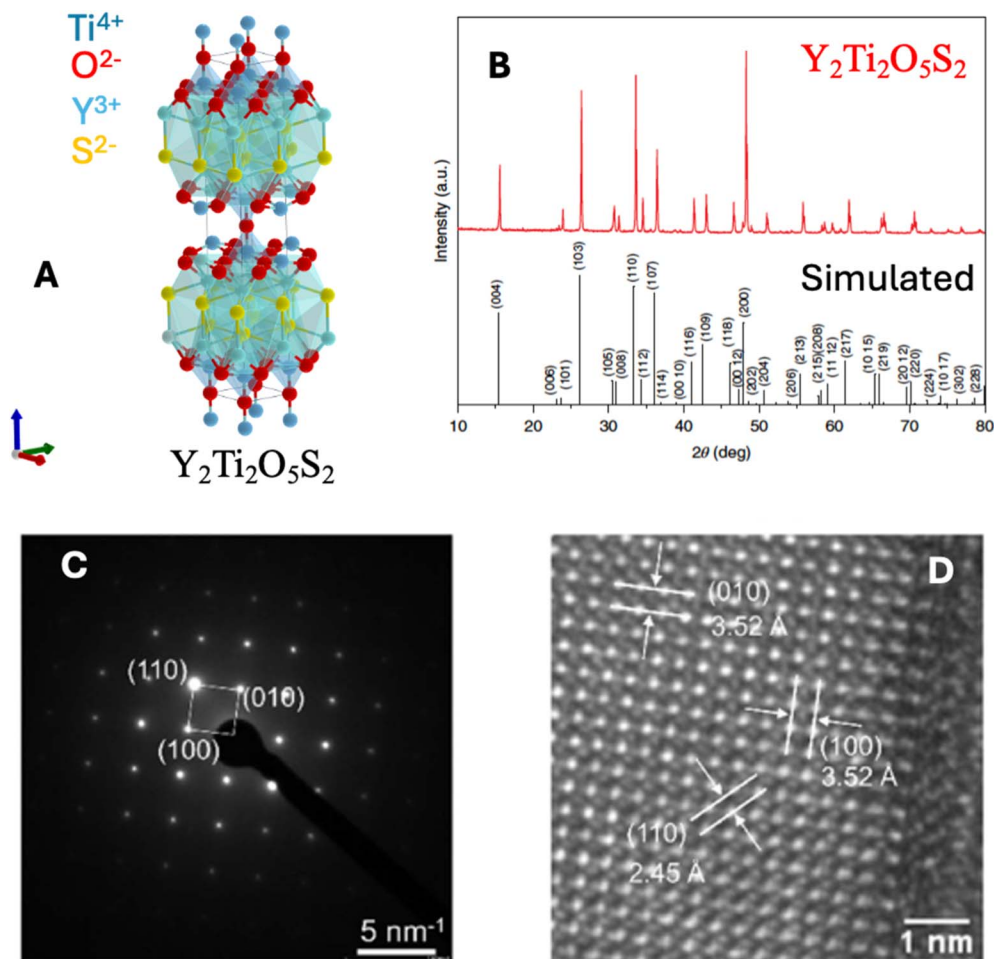 Ti4+
O2-
Y3+
S2-
A
Y2Ti2O5S2
B
Y2Ti2O5S2
Simulated
Intensity (a.u.)
(004)
(006)
(101)
(103)
(105)
(008)
(110)
(112)
(107)
(114)
(00 10)
(116)
(109)
(118)
(00 12)
(200)
(202)
(204)
(206)
(213)
(215)(208)
(11 12)
(217)
(10 15)
(219)
(20 12)
(220)
(224)
(10 17)
(302)
(228)
10 20 30 40 50 60 70 80
2θ (deg)
C
(110)
(010)
(100)
5 nm-1
D
(010)
3.52 Å
(100)
3.52 Å
(110)
2.45 Å
1 nm